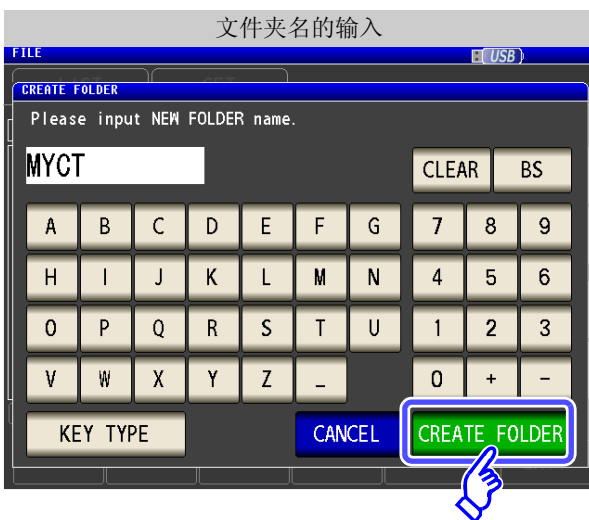 文件夹名的输入
FILE USB
CREATE FOLDER
Please input NEW FOLDER name.
MYCT CLEAR BS
A B C D E F G 7 8 9
H I J K L M N 4 5 6
O P Q R S T U 1 2 3
V W X Y Z _ 0 + -
KEY TYPE CANCEL CREATE FOLDER